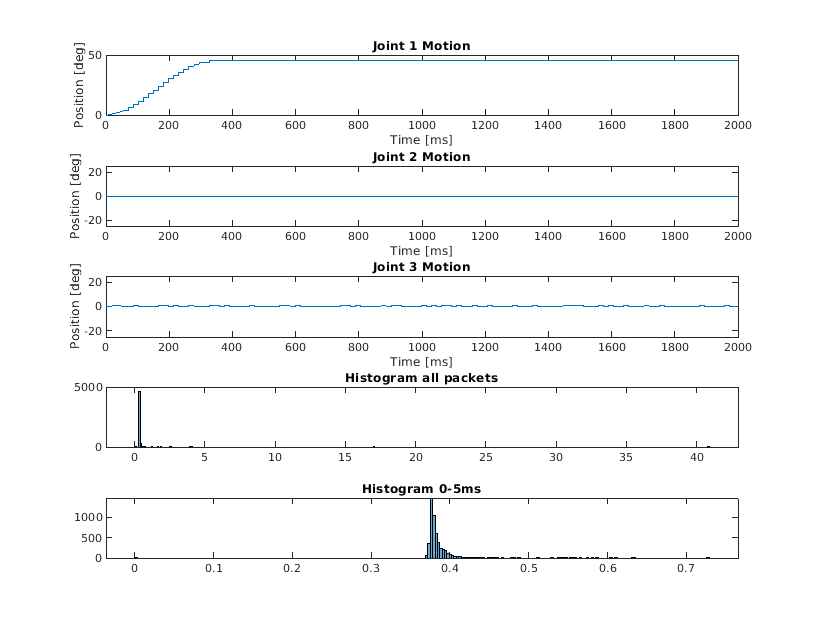 Joint 1 Motion
Position [deg]
50
0
0 200 400 600 800 1000 1200 1400 1600 1800 2000
Time [ms]
Joint 2 Motion
Position [deg]
20
0
-20
0 200 400 600 800 1000 1200 1400 1600 1800 2000
Time [ms]
Joint 3 Motion
Position [deg]
20
0
-20
0 200 400 600 800 1000 1200 1400 1600 1800 2000
Time [ms]
Histogram all packets
5000
0
0 5 10 15 20 25 30 35 40
Histogram 0-5ms
1000
500
0
0 0.1 0.2 0.3 0.4 0.5 0.6 0.7